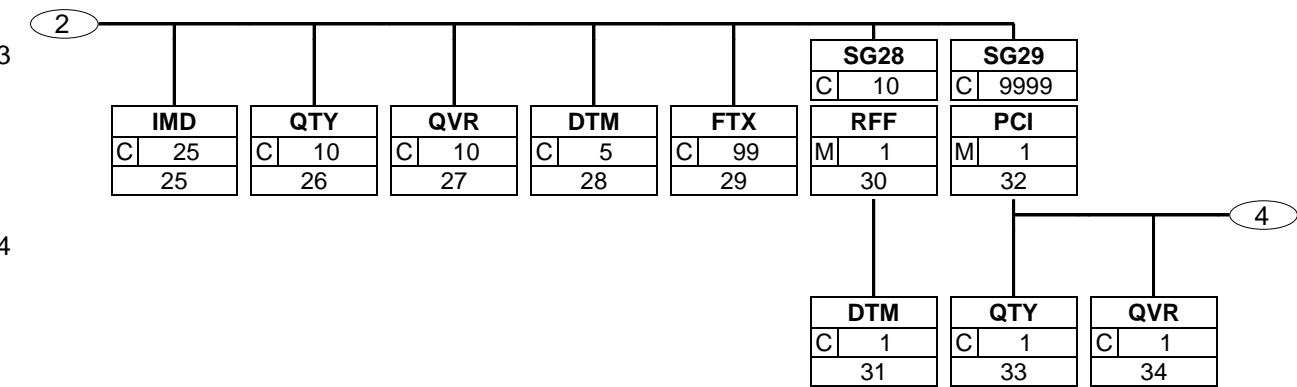 2
3
SG28 SG29
C 10 C 9999
IMD QTY QVR DTM FTX RFF PCI
C 25 C 10 C 10 C 5 C 99 M 1 M 1
25 26 27 28 29 30 32
4
4
DTM QTY QVR
C 1 C 1 C 1
31 33 34